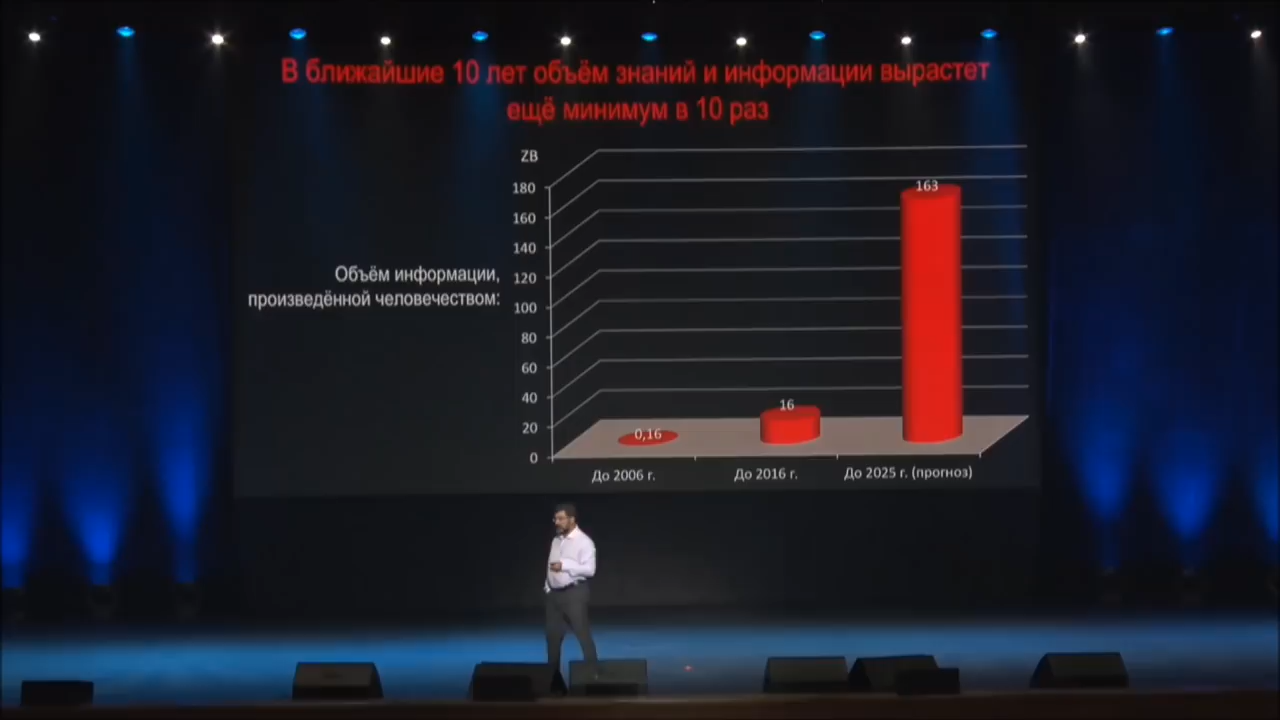 В ближайшие 10 лет объём знаний и информации вырастет
ещё минимум в 10 раз
ZB
180
160
140
120
100
80
60
40
20
0
Объём информации,
произведённой человечеством:
163
16
0,16
До 2006 г.
До 2016 г.
До 2025 г. (прогноз)